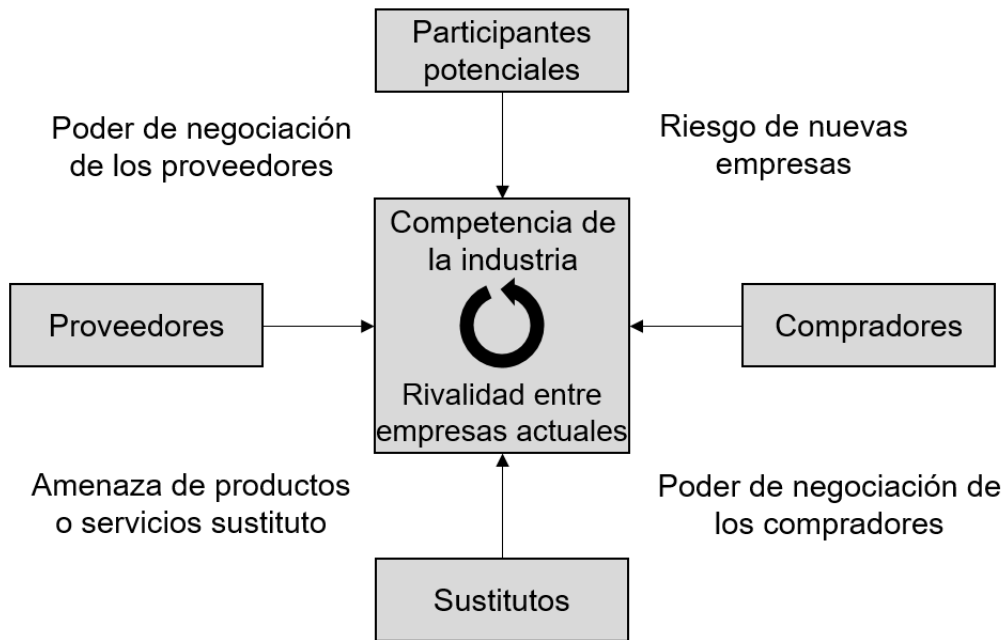 Participantes
potenciales
Poder de negociación
de los proveedores
Riesgo de nuevas
empresas
Competencia de
la industria
Proveedores
Compradores
Rivalidad entre
empresas actuales
Amenaza de productos
o servicios sustituto
Poder de negociación de
los compradores
Sustitutos